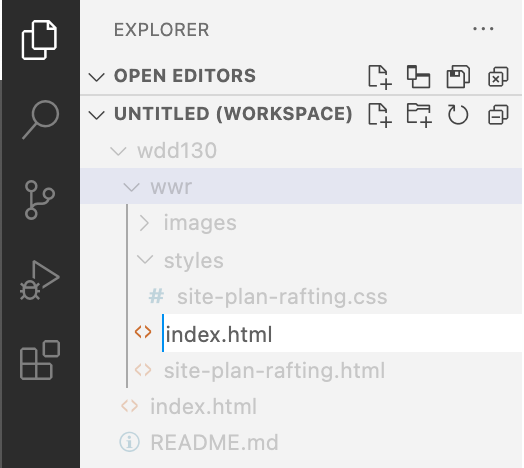 EXPLORER
OPEN EDITORS
UNTITLED (WORKSPACE)
wdd130
wwr
images
styles
# site-plan-rafting.css
<> index.html
<> site-plan-rafting.html
<> index.html
README.md